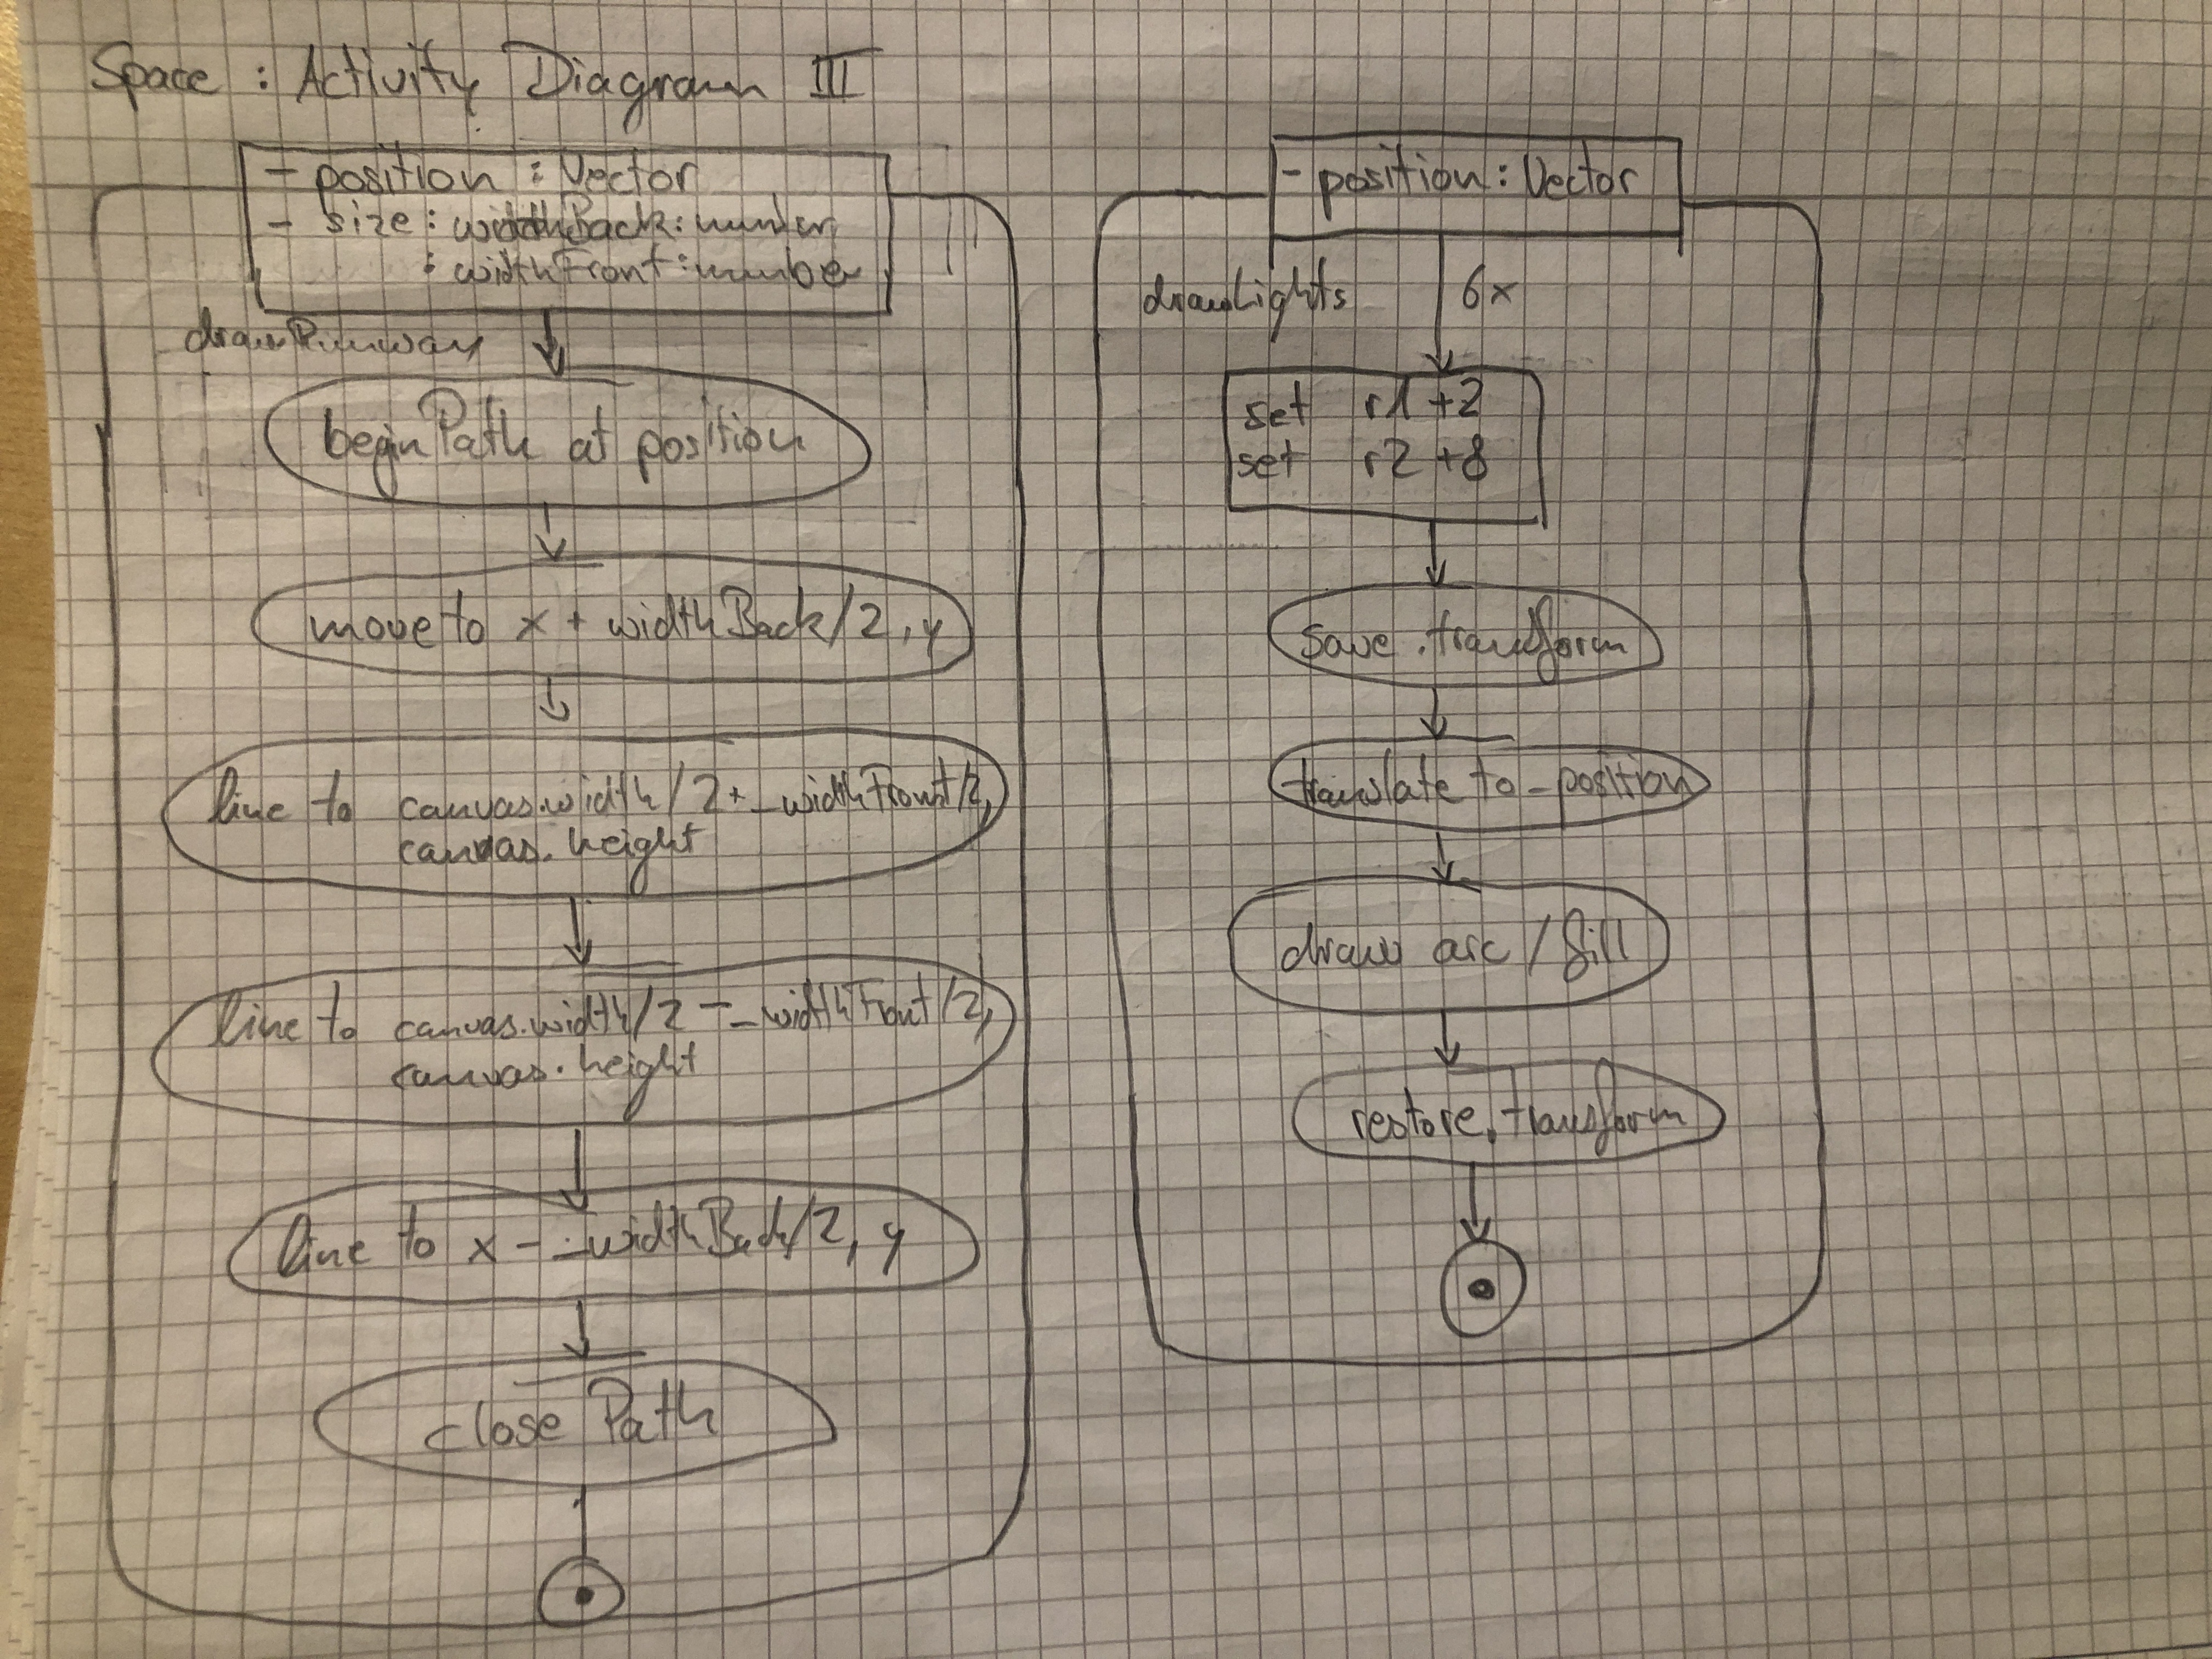 Space : Activity Diagram III
- position : Vector
- size : widthBack : number
: widthFront : number
drawRunway
begin Path at position
move to x + widthBack/2, y
line to canvas.width/2 + _widthFront/2,
canvas.height
line to canvas.width/2 - _widthFront/2,
canvas.height
line to x - _widthBack/2, y
close Path
- position : Vector
drawLights
6x
set r1 +2
set r2 +8
save .transform
translate to _position
draw arc / fill
restore, transform